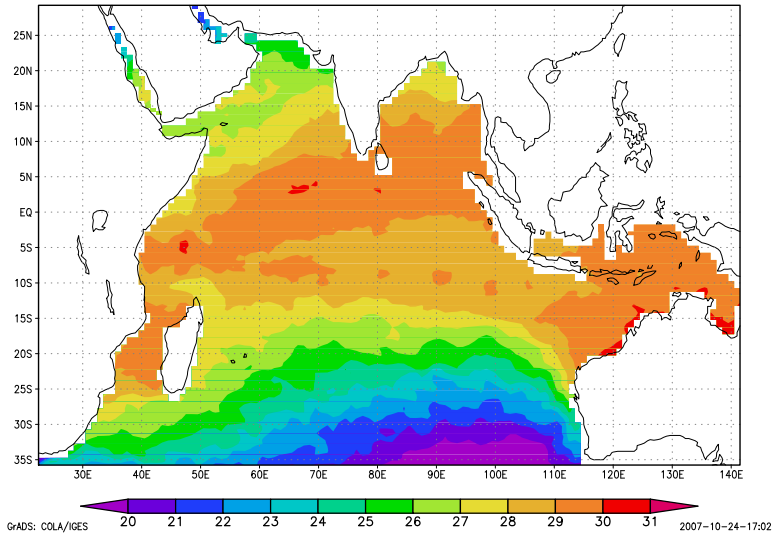 25N
20N
15N
10N
5N
EQ
5S
10S
15S
20S
25S
30S
35S
30E 40E 50E 60E 70E 80E 90E 100E 110E 120E 130E 140E
20 21 22 23 24 25 26 27 28 29 30 31
GrADS: COLA/IGES 2007-10-24-17:02